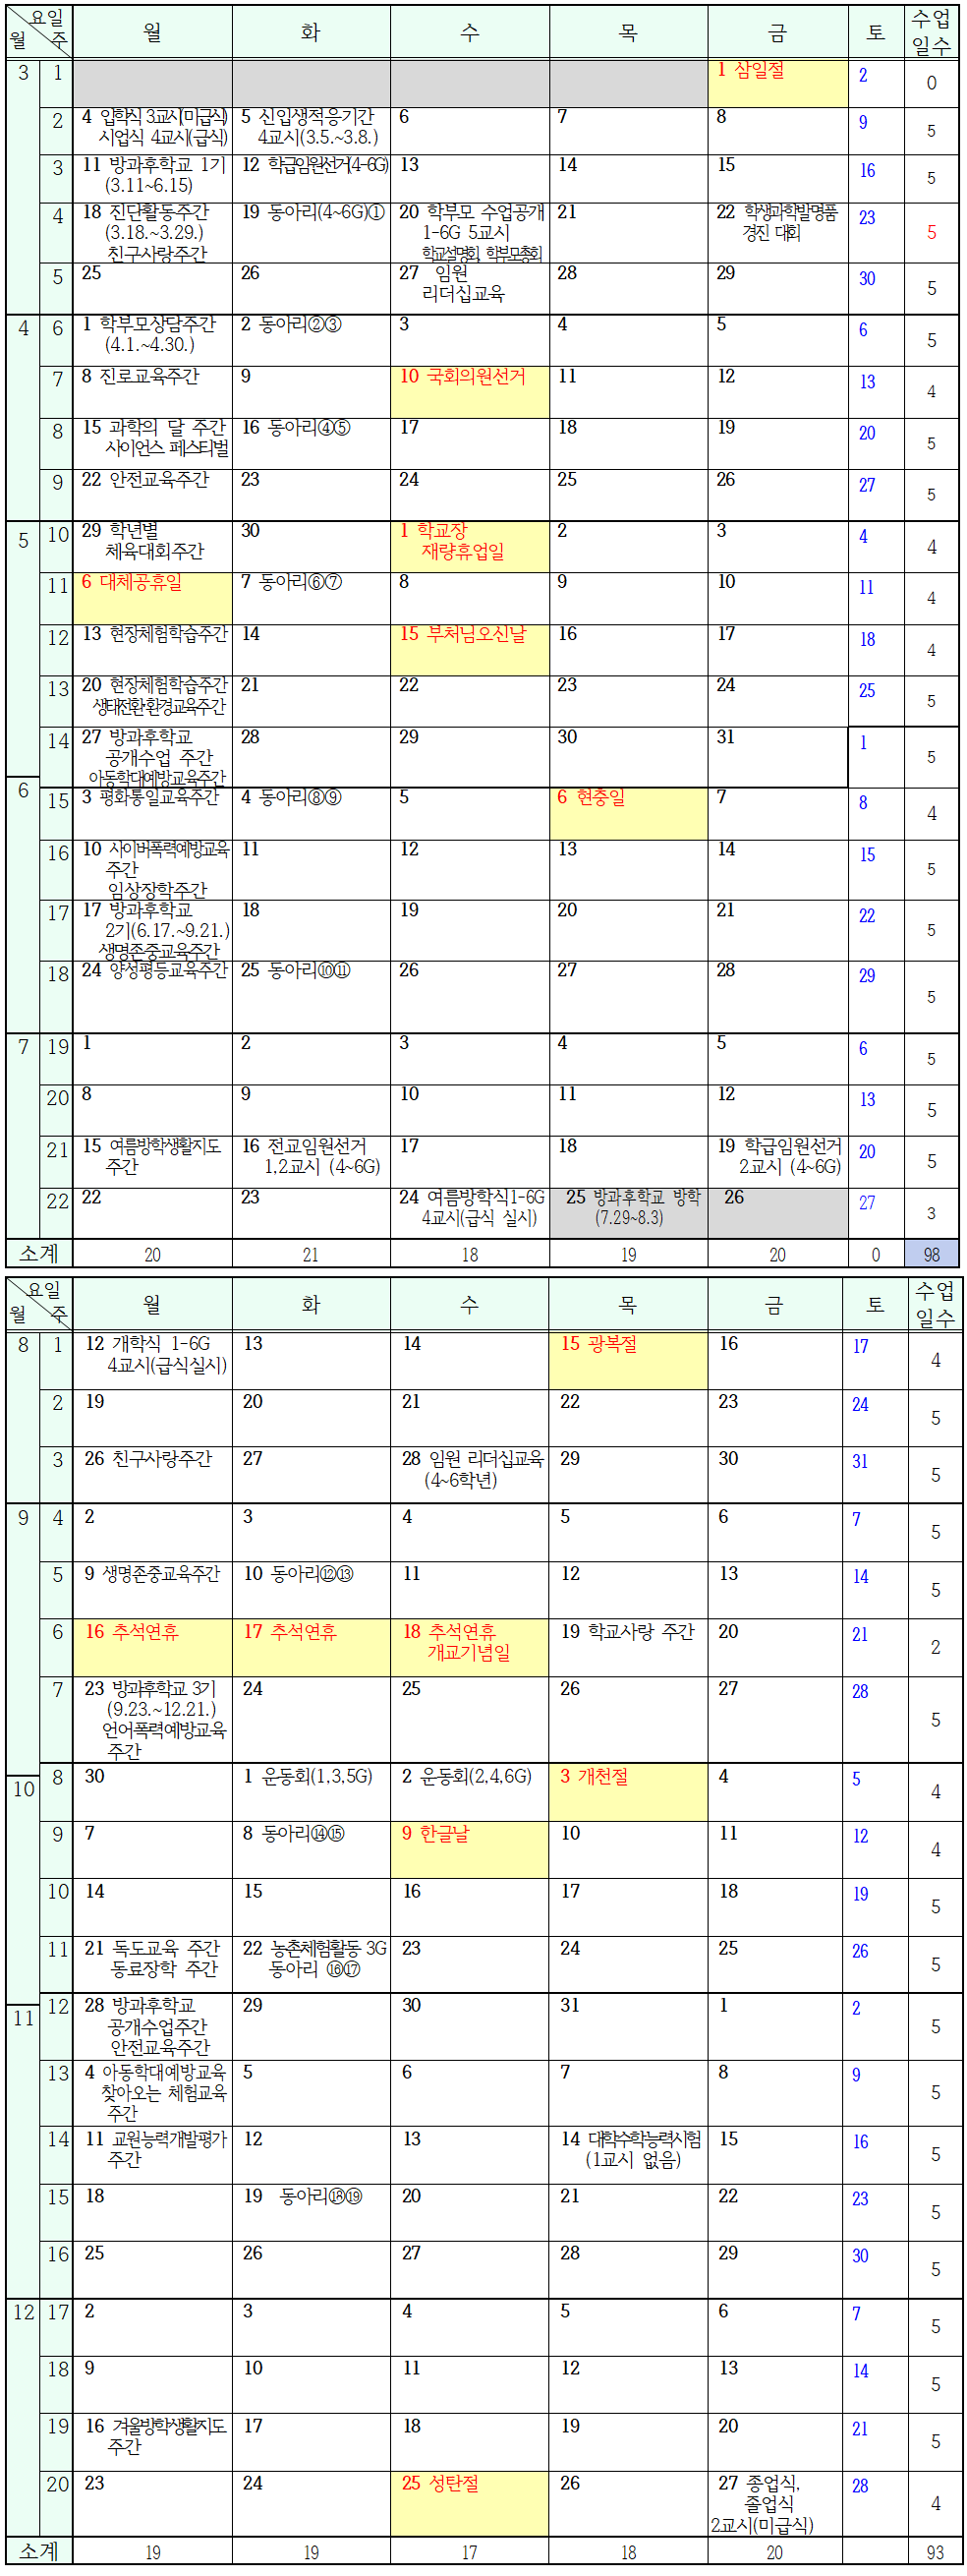 요일 월 화 수 목 금 토 수업
월 주 일수
3 1 1 삼일절 2 0
2 4 입학식 3교시(미급식) 5 신입생적응기간 6 7 8 9 5
시업식 4교시(급식) 4교시(3.5.~3.8.)
3 11 방과후학교 1기 12 학급임원선거(4-6G) 13 14 15 16 5
(3.11~6.15)
4 18 진단활동주간 19 동아리(4~6G)① 20 학부모 수업공개 21 22 학생과학발명품 23 5
(3.18.~3.29.) 1-6G 5교시 경진 대회
친구사랑주간 학교설명회, 학부모총회
5 25 26 27 임원 28 29 30 5
리더십교육
4 6 1 학부모상담주간 2 동아리②③ 3 4 5 6 5
(4.1.~4.30.)
7 8 진로교육주간 9 10 국회의원선거 11 12 13 4
8 15 과학의 달 주간 16 동아리④⑤ 17 18 19 20 5
사이언스 페스티벌
9 22 안전교육주간 23 24 25 26 27 5
5 10 29 학년별 30 1 학교장 2 3 4 4
체육대회주간 재량휴업일
11 6 대체공휴일 7 동아리⑥⑦ 8 9 10 11 4
12 13 현장체험학습주간 14 15 부처님오신날 16 17 18 4
13 20 현장체험학습주간 21 22 23 24 25 5
생태전환환경교육주간
14 27 방과후학교 28 29 30 31 1 5
공개수업 주간
아동학대예방교육주간
6 15 3 평화통일교육주간 4 동아리⑧⑨ 5 6 현충일 7 8 4
16 10 사이버폭력예방교육 11 12 13 14 15 5
주간
임상장학주간
17 17 방과후학교 18 19 20 21 22 5
2기(6.17.~9.21.)
생명존중교육주간
18 24 양성평등교육주간 25 동아리⑩⑪ 26 27 28 29 5
7 19 1 2 3 4 5 6 5
20 8 9 10 11 12 13 5
21 15 여름방학생활지도 16 전교임원선거 17 18 19 학급임원선거 20 5
주간 1,2교시 (4~6G) 2교시 (4~6G)
22 22 23 24 여름방학식1-6G 25 방과후학교 방학 26 27 3
4교시(급식 실시) (7.29~8.3)
소계 20 21 18 19 20 0 98
요일 월 화 수 목 금 토 수업
월 주 일수
8 1 12 개학식 1-6G 13 14 15 광복절 16 17 4
4교시(급식실시)
2 19 20 21 22 23 24 5
3 26 친구사랑주간 27 28 임원 리더십교육 29 30 31 5
(4~6학년)
9 4 2 3 4 5 6 7 5
5 9 생명존중교육주간 10 동아리⑫⑬ 11 12 13 14 5
6 16 추석연휴 17 추석연휴 18 추석연휴 19 학교사랑 주간 20 21 2
개교기념일
7 23 방과후학교 3기 24 25 26 27 28 5
(9.23.~12.21.)
언어폭력예방교육
주간
10 8 30 1 운동회(1,3,5G) 2 운동회(2,4,6G) 3 개천절 4 5 4
9 7 8 동아리⑭⑮ 9 한글날 10 11 12 4
10 14 15 16 17 18 19 5
11 21 독도교육 주간 22 농촌체험활동 3G 23 24 25 26 5
동료장학 주간 동아리 ⑯⑰
11 12 28 방과후학교 29 30 31 1 2 5
공개수업주간
안전교육주간
13 4 아동학대예방교육 5 6 7 8 9 5
찾아오는 체험교육
주간
14 11 교원능력개발평가 12 13 14 대학수학능력시험 15 16 5
주간 (1교시 없음)
15 18 19 동아리⑱⑲ 20 21 22 23 5
16 25 26 27 28 29 30 5
12 17 2 3 4 5 6 7 5
18 9 10 11 12 13 14 5
19 16 겨울방학생활지도 17 18 19 20 21 5
주간
20 23 24 25 성탄절 26 27 종업식, 28 4
졸업식
2교시(미급식)
소계 19 19 17 18 20 93